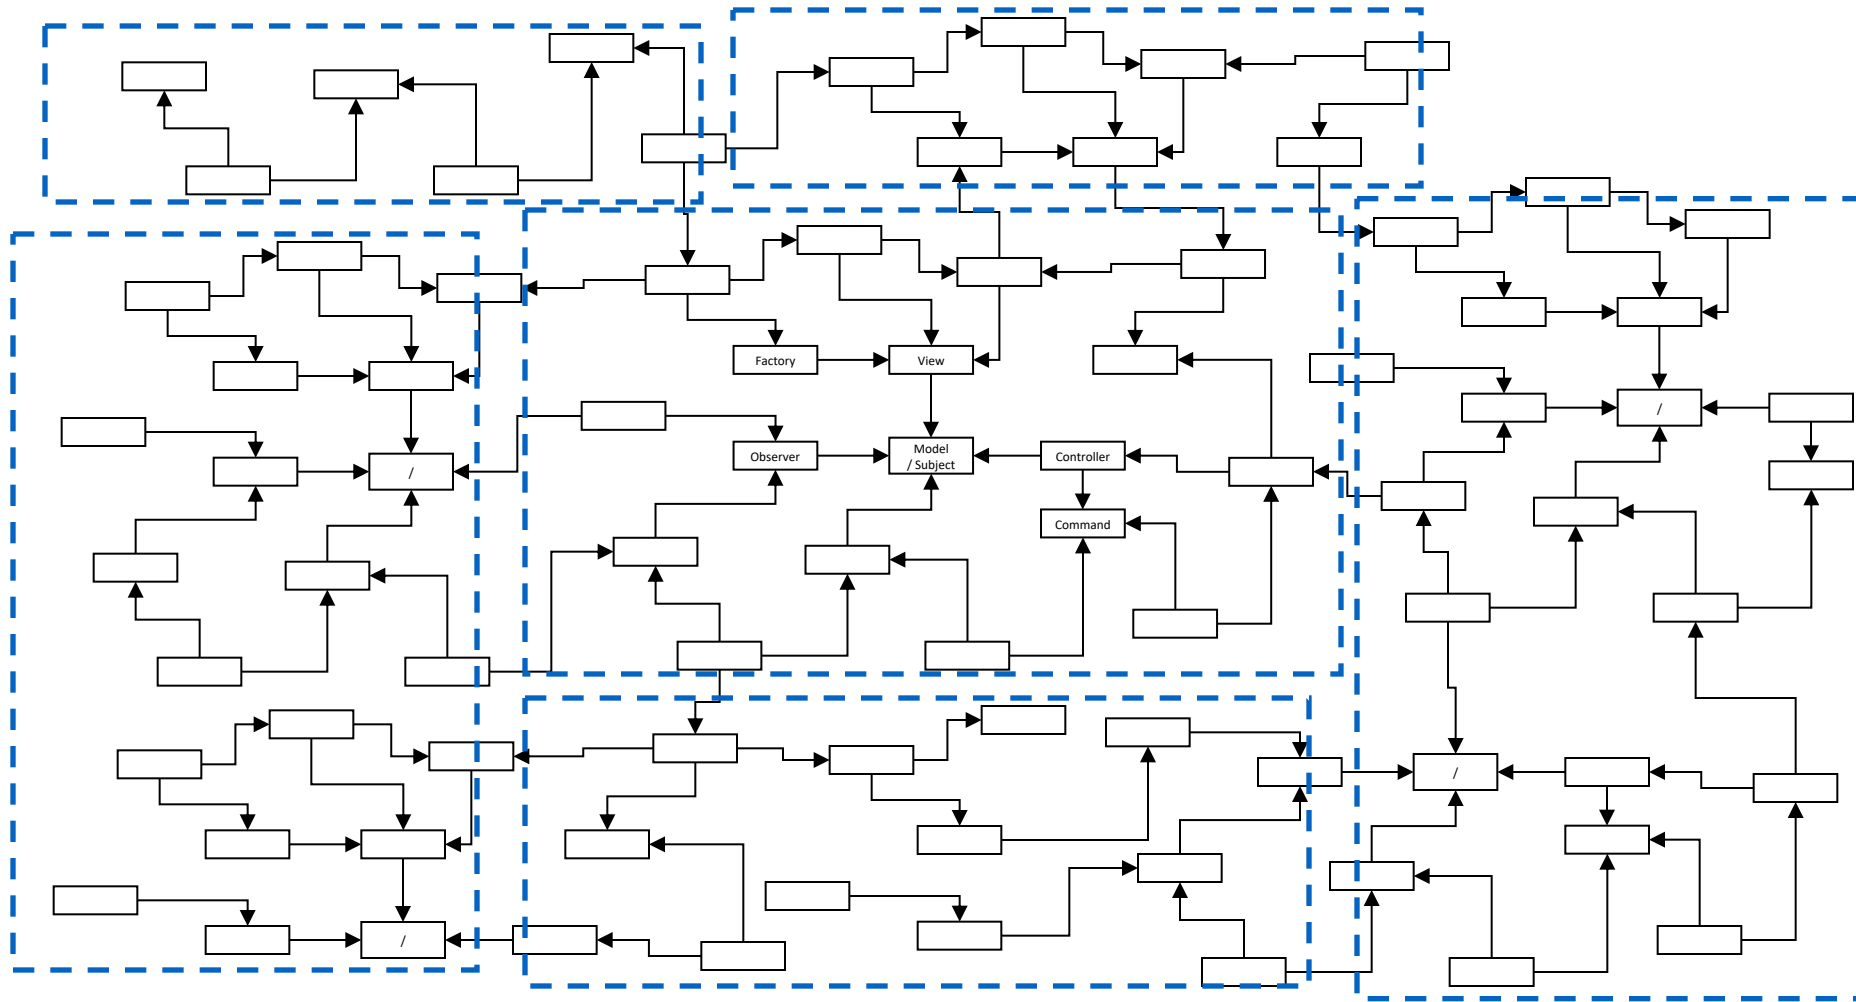 Factory
View
/
Observer
Model
/ Subject
Controller
/
Command
/
/